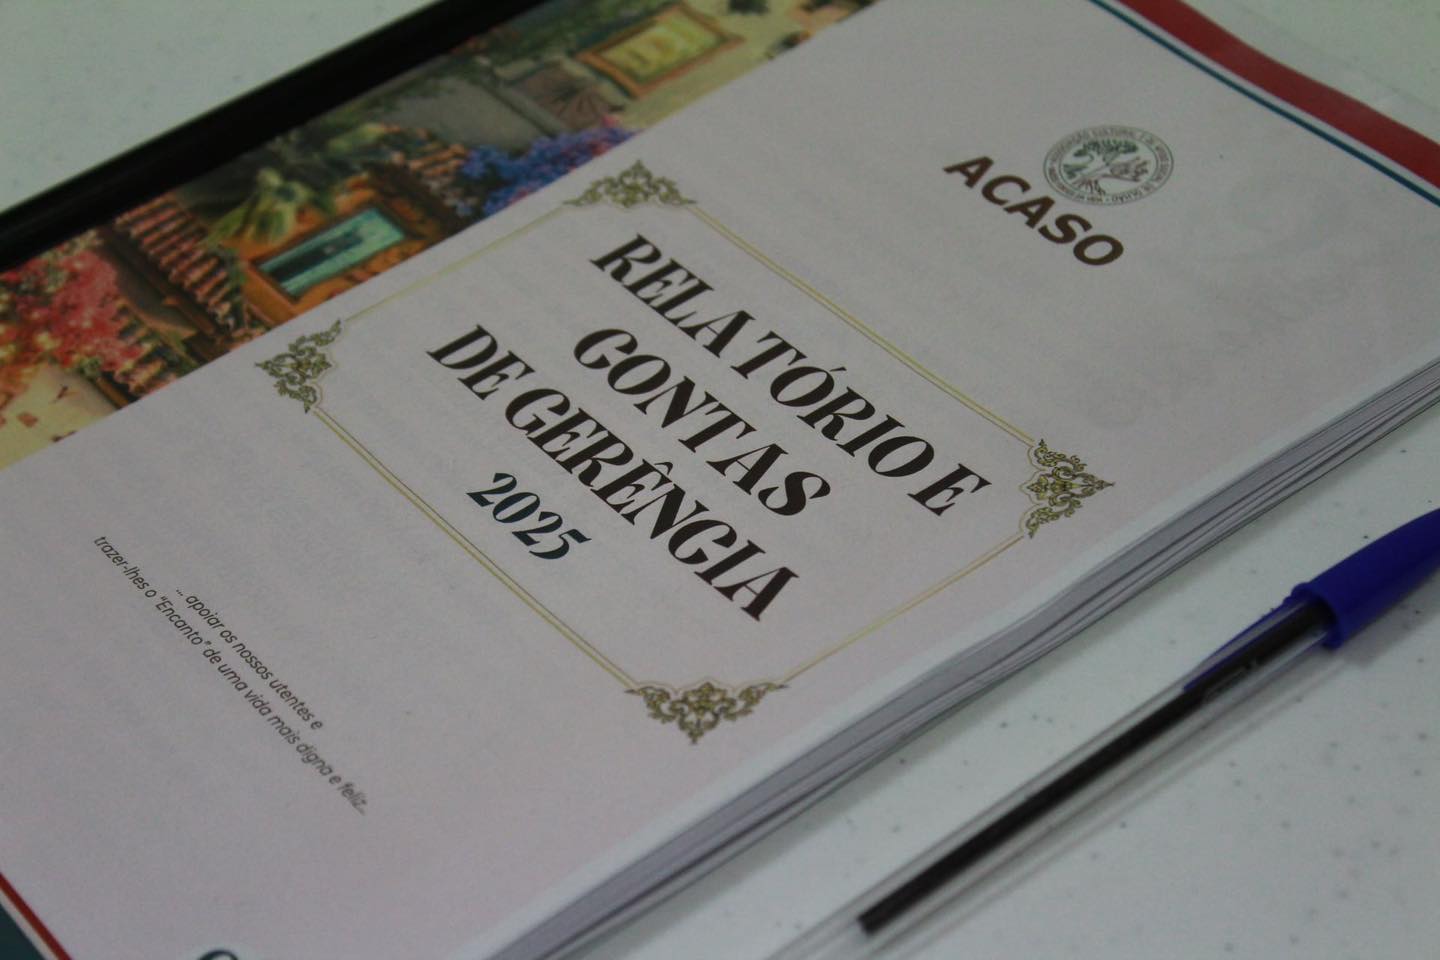 ACASO
RELATÓRIO E
CONTAS
DE GERÊNCIA
2025
... apoiar os nossos utentes e
trazer-lhes o "Encanto" de uma vida mais digna e feliz...